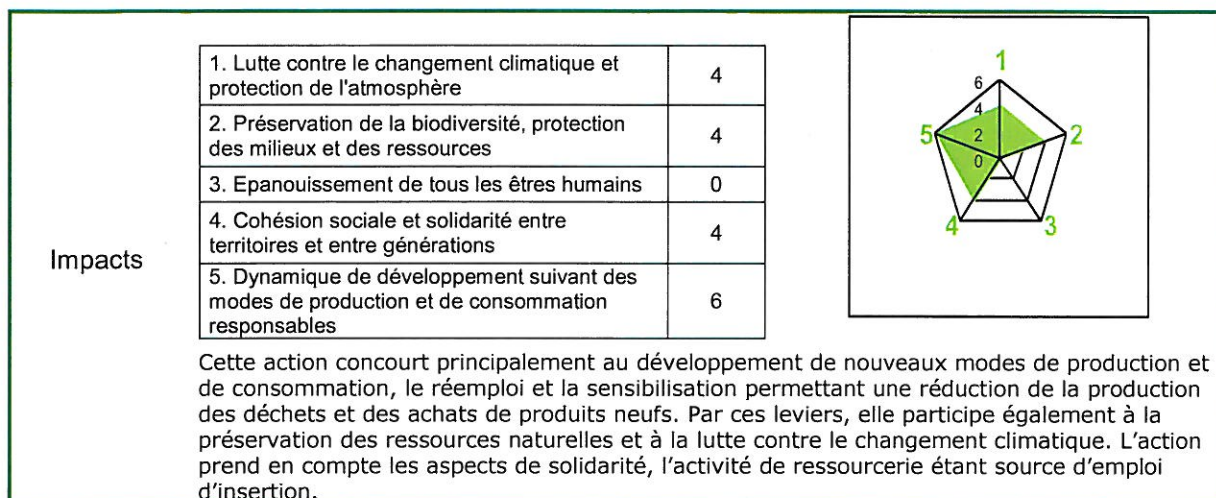 Impacts
1. Lutte contre le changement climatique et
protection de l'atmosphère
4
2. Préservation de la biodiversité, protection
des milieux et des ressources
4
3. Epanouissement de tous les êtres humains
0
4. Cohésion sociale et solidarité entre
territoires et entre générations
4
5. Dynamique de développement suivant des
modes de production et de consommation
responsables
6
1
6
4
2
0
5
2
4
3
Cette action concourt principalement au développement de nouveaux modes de production et
de consommation, le réemploi et la sensibilisation permettant une réduction de la production
des déchets et des achats de produits neufs. Par ces leviers, elle participe également à la
préservation des ressources naturelles et à la lutte contre le changement climatique. L'action
prend en compte les aspects de solidarité, l'activité de ressourcerie étant source d'emploi
d'insertion.